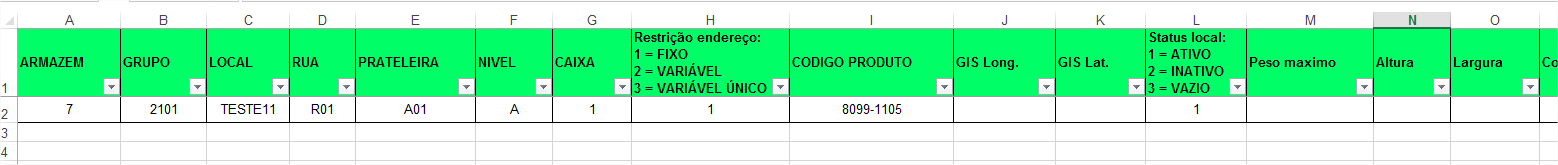 A B C D E F G H I J K L M N O
1 ARMAZEM GRUPO LOCAL RUA PRATELEIRA NIVEL CAIXA Restrição endereço: CODIGO PRODUTO GIS Long. GIS Lat. Status local: Peso maximo Altura Largura Co
1 = FIXO 1 = ATIVO
2 = VARIÁVEL 2 = INATIVO
3 = VARIÁVEL ÚNICO 3 = VAZIO
2 7 2101 TESTE11 R01 A01 A 1 1 8099-1105 1
3
4